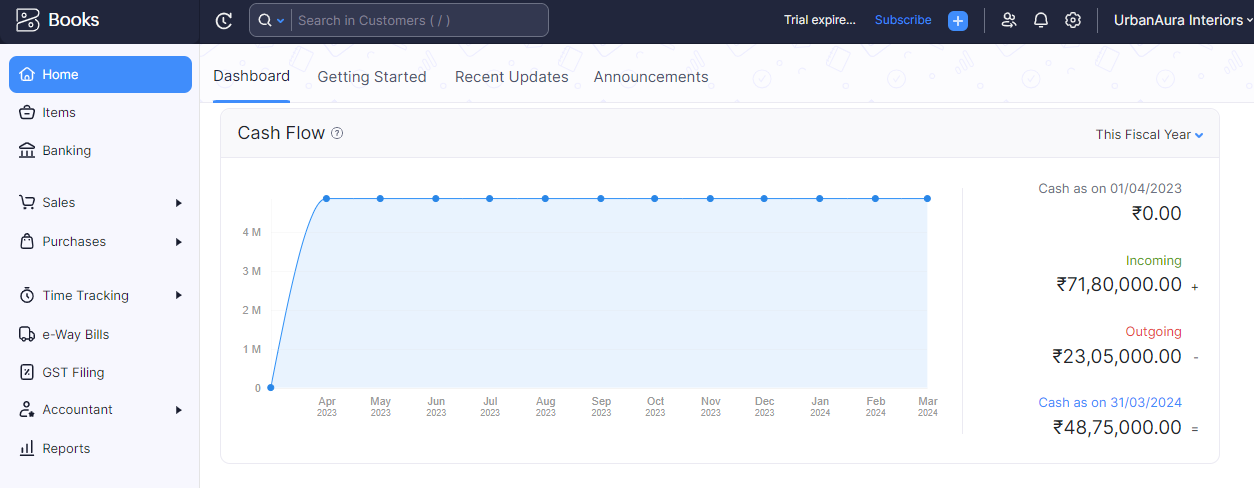 Books
Search in Customers ( / )
Trial expire...
Subscribe
UrbanAura Interiors
Home
Items
Banking
Sales
Purchases
Time Tracking
e-Way Bills
GST Filing
Accountant
Reports
Dashboard
Getting Started
Recent Updates
Announcements
Cash Flow
This Fiscal Year
4 M
3 M
2 M
1 M
0
Apr 2023
May 2023
Jun 2023
Jul 2023
Aug 2023
Sep 2023
Oct 2023
Nov 2023
Dec 2023
Jan 2024
Feb 2024
Mar 2024
Cash as on 01/04/2023
₹0.00
Incoming
₹71,80,000.00 +
Outgoing
₹23,05,000.00 -
Cash as on 31/03/2024
₹48,75,000.00 =